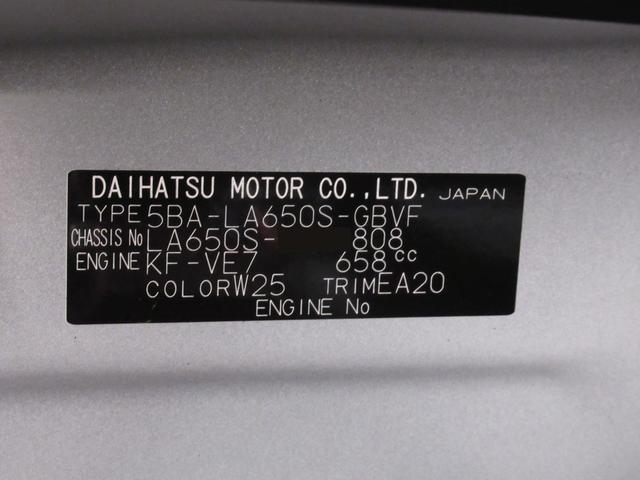 DAIHATSU MOTOR CO.,LTD. JAPAN
TYPE 5BA-LA650S-GBVF
CHASSIS No LA650S- 808
ENGINE KF-VE7 658cc
COLOR W25 TRIM EA20
ENGINE No